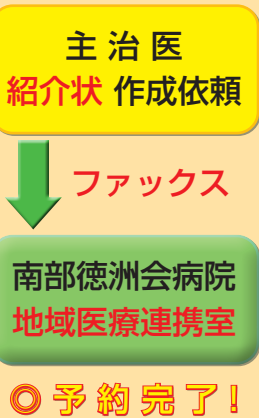 主治医
紹介状 作成依頼
ファックス
南部徳洲会病院
地域医療連携室
◎予約完了!